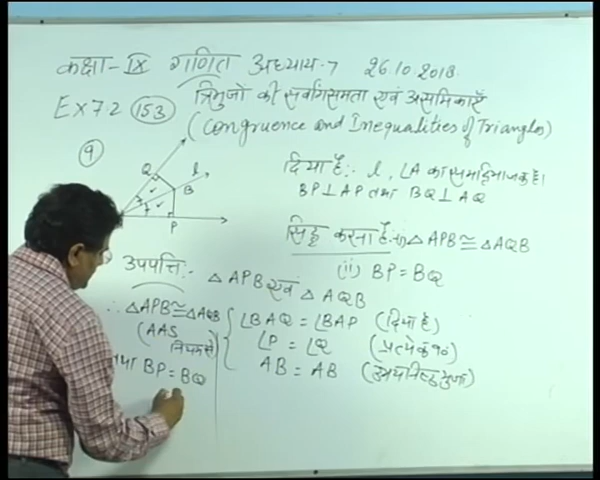 कक्षा-IX गणित अध्याय-7 26.10.2018.
Ex 7.2 (153) त्रिभुजो की सर्वांगसमता एवं असमिकाएँ
(Congruence and Inequalities of Triangles)
9
Q l B P
दिया है:- l, ∠A का समद्विभाजक है।
BP⊥AP तथा BQ⊥AQ
सिद्ध करना है:- (i) △APB ≅ △AQB
(ii) BP = BQ
उपपत्ति:- △APB एवं △AQB
∠BAQ = ∠BAP (दिया है)
∠P = ∠Q (प्रत्येक 90)
AB = AB (उभयनिष्ठ भुजा)
∴ △APB ≅ △AQB
(AAS नियम से)
तथा BP = BQ